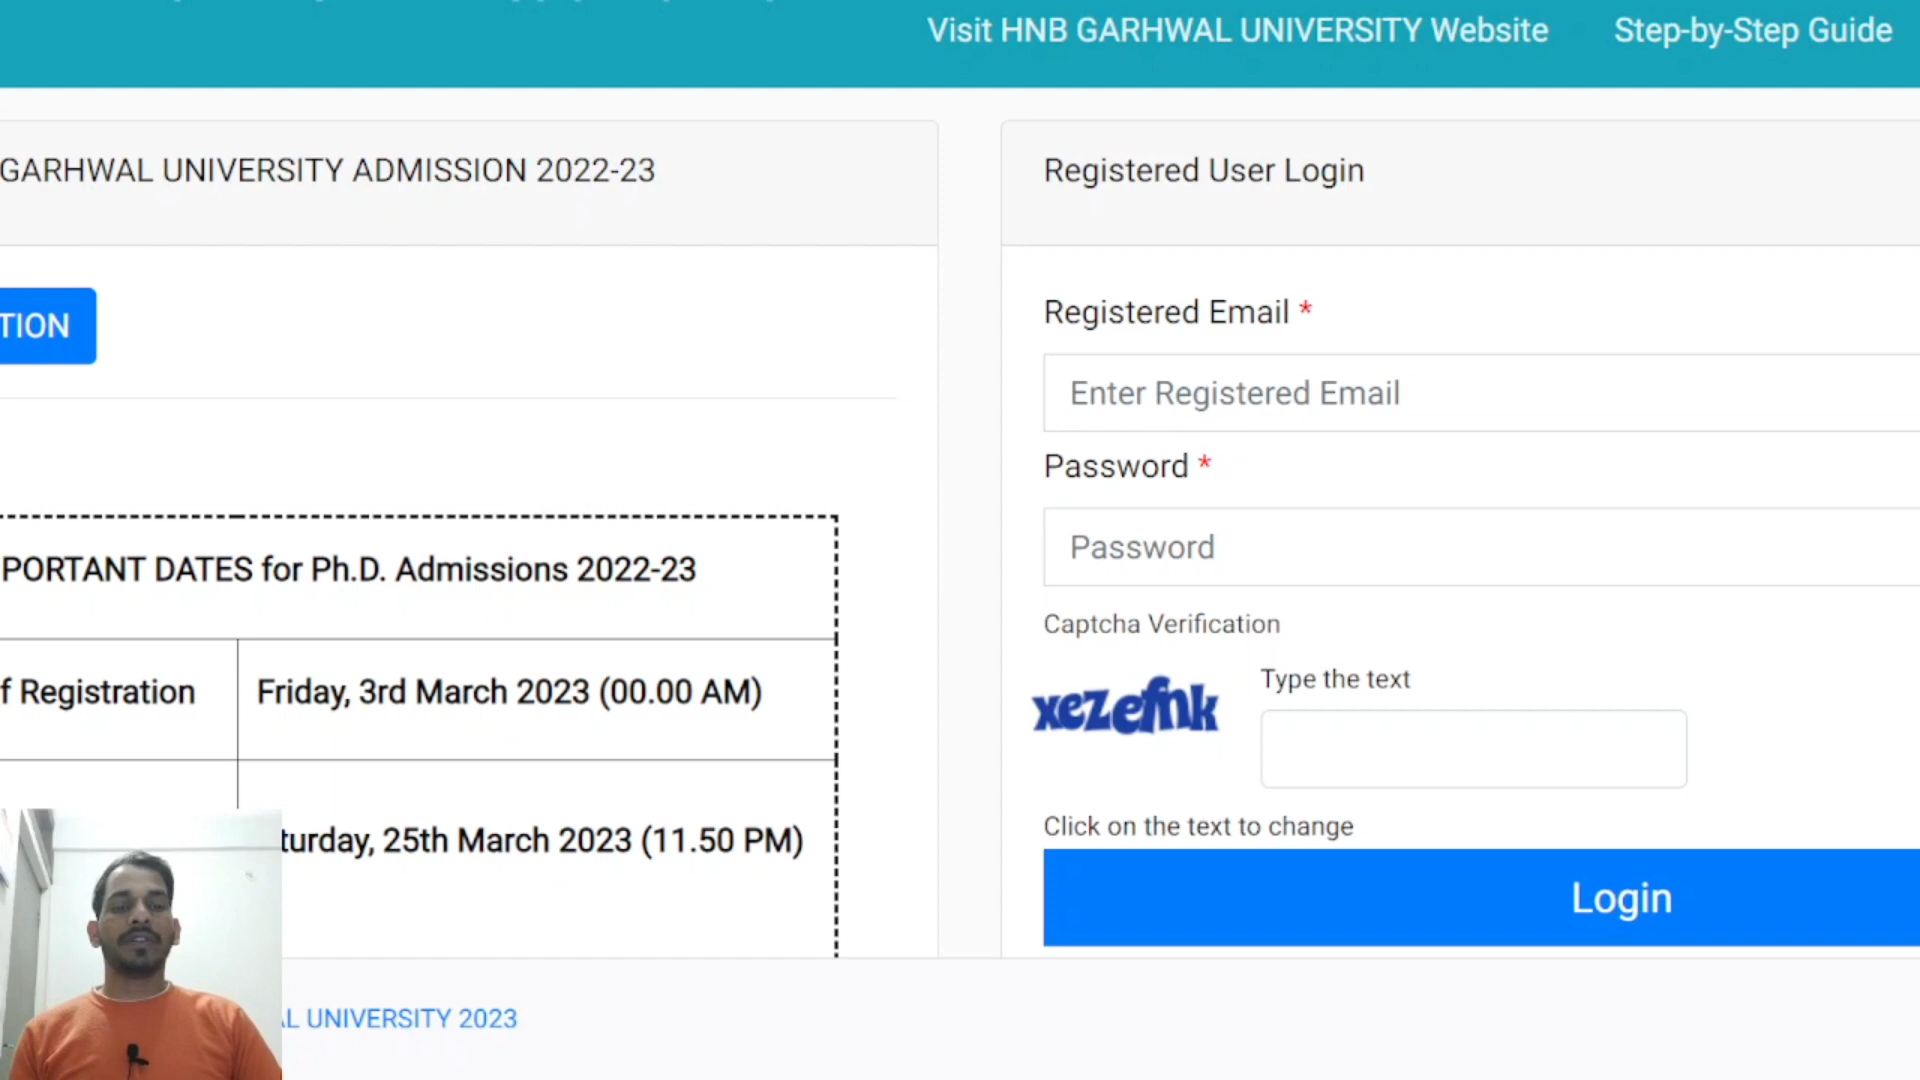 Visit HNB GARHWAL UNIVERSITY Website
Step-by-Step Guide
GARHWAL UNIVERSITY ADMISSION 2022-23
TION
PORTANT DATES for Ph.D. Admissions 2022-23
f Registration
Friday, 3rd March 2023 (00.00 AM)
turday, 25th March 2023 (11.50 PM)
Registered User Login
Registered Email *
Enter Registered Email
Password *
Password
Captcha Verification
xezefnk
Type the text
Click on the text to change
Login
L UNIVERSITY 2023